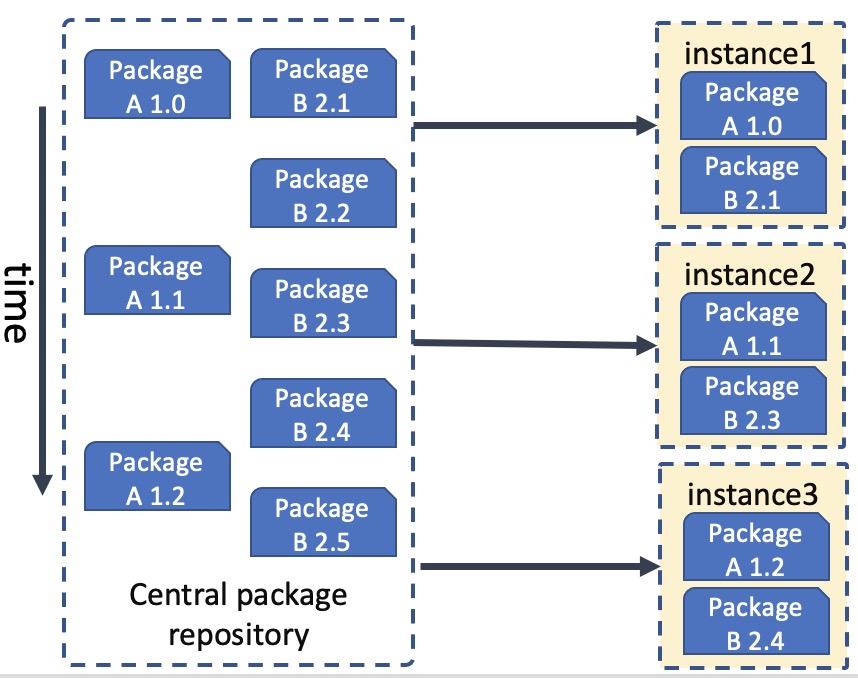 time
Package
A 1.0
Package
B 2.1
Package
B 2.2
Package
A 1.1
Package
B 2.3
Package
B 2.4
Package
A 1.2
Package
B 2.5
Central package
repository
instance1
Package
A 1.0
Package
B 2.1
instance2
Package
A 1.1
Package
B 2.3
instance3
Package
A 1.2
Package
B 2.4